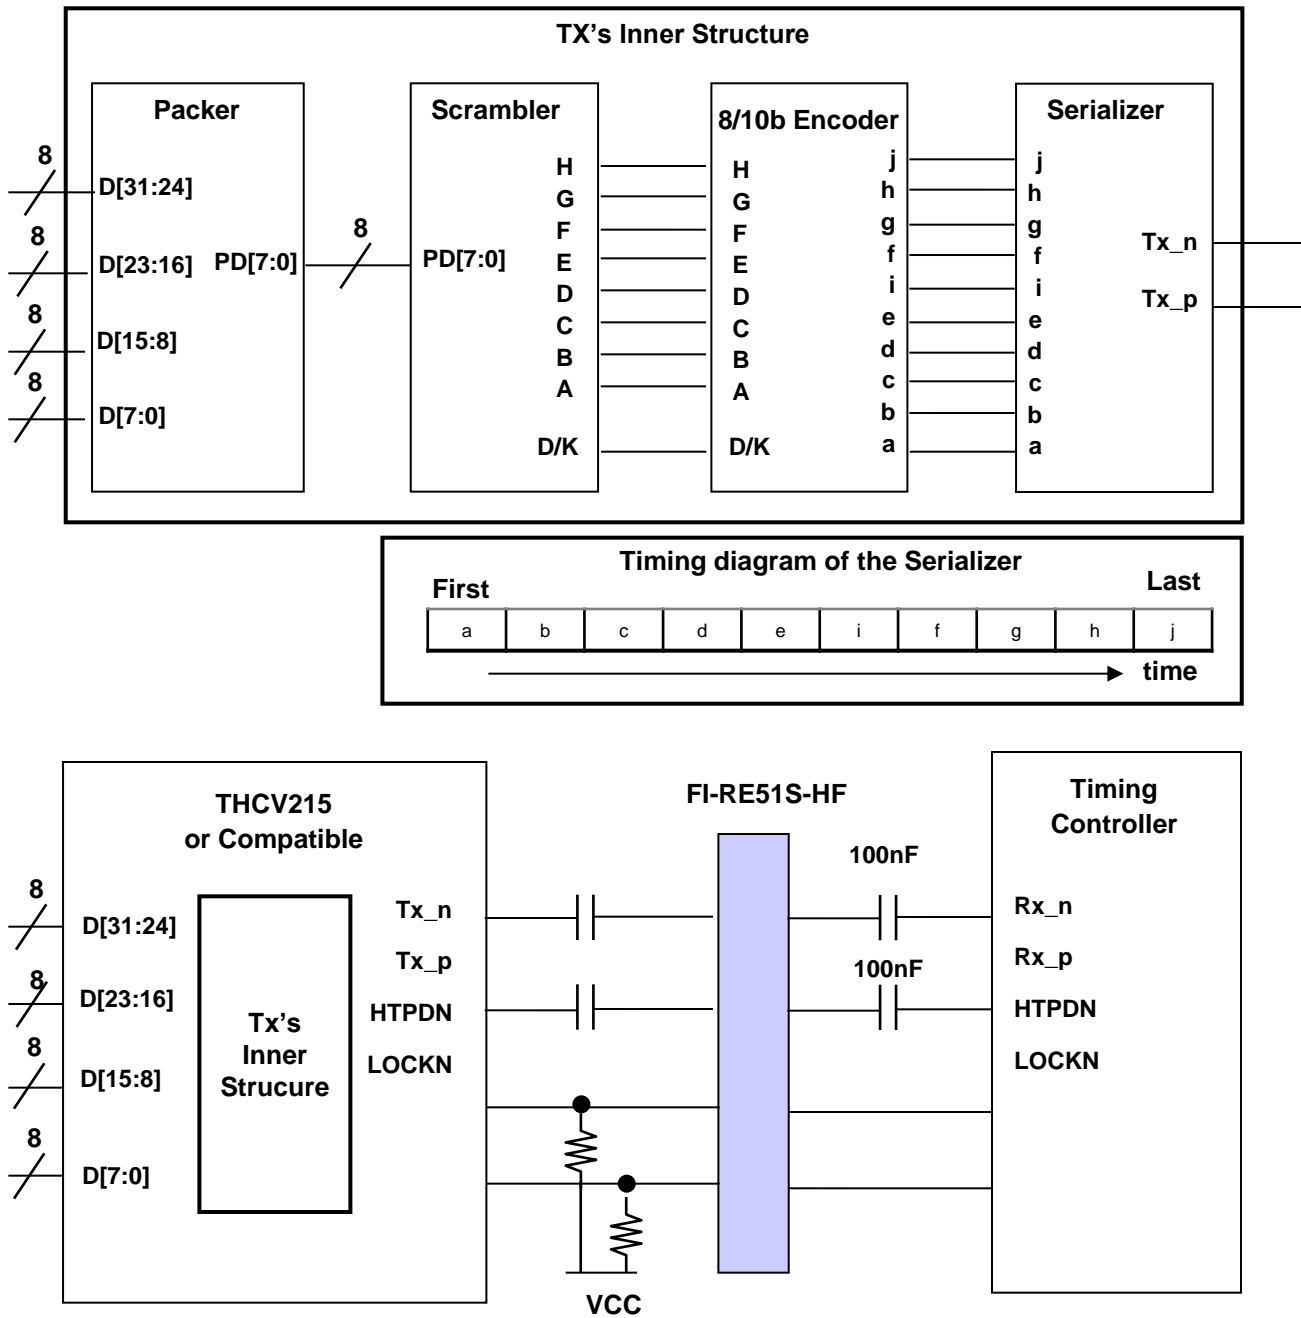 TX's Inner Structure
Packer
8
D[31:24]
8
D[23:16]
PD[7:0]
8
D[15:8]
8
D[7:0]
8
Scrambler
PD[7:0]
H
G
F
E
D
C
B
A
D/K
8/10b Encoder
H
G
F
E
D
C
B
A
D/K
j
h
g
f
i
e
d
c
b
a
Serializer
j
h
g
f
i
e
d
c
b
a
Tx_n
Tx_p
Timing diagram of the Serializer
First
Last
a b c d e i f g h j
time
THCV215
or Compatible
8
D[31:24]
8
D[23:16]
8
D[15:8]
8
D[7:0]
Tx's
Inner
Strucure
Tx_n
Tx_p
HTPDN
LOCKN
VCC
FI-RE51S-HF
100nF
100nF
Timing
Controller
Rx_n
Rx_p
HTPDN
LOCKN